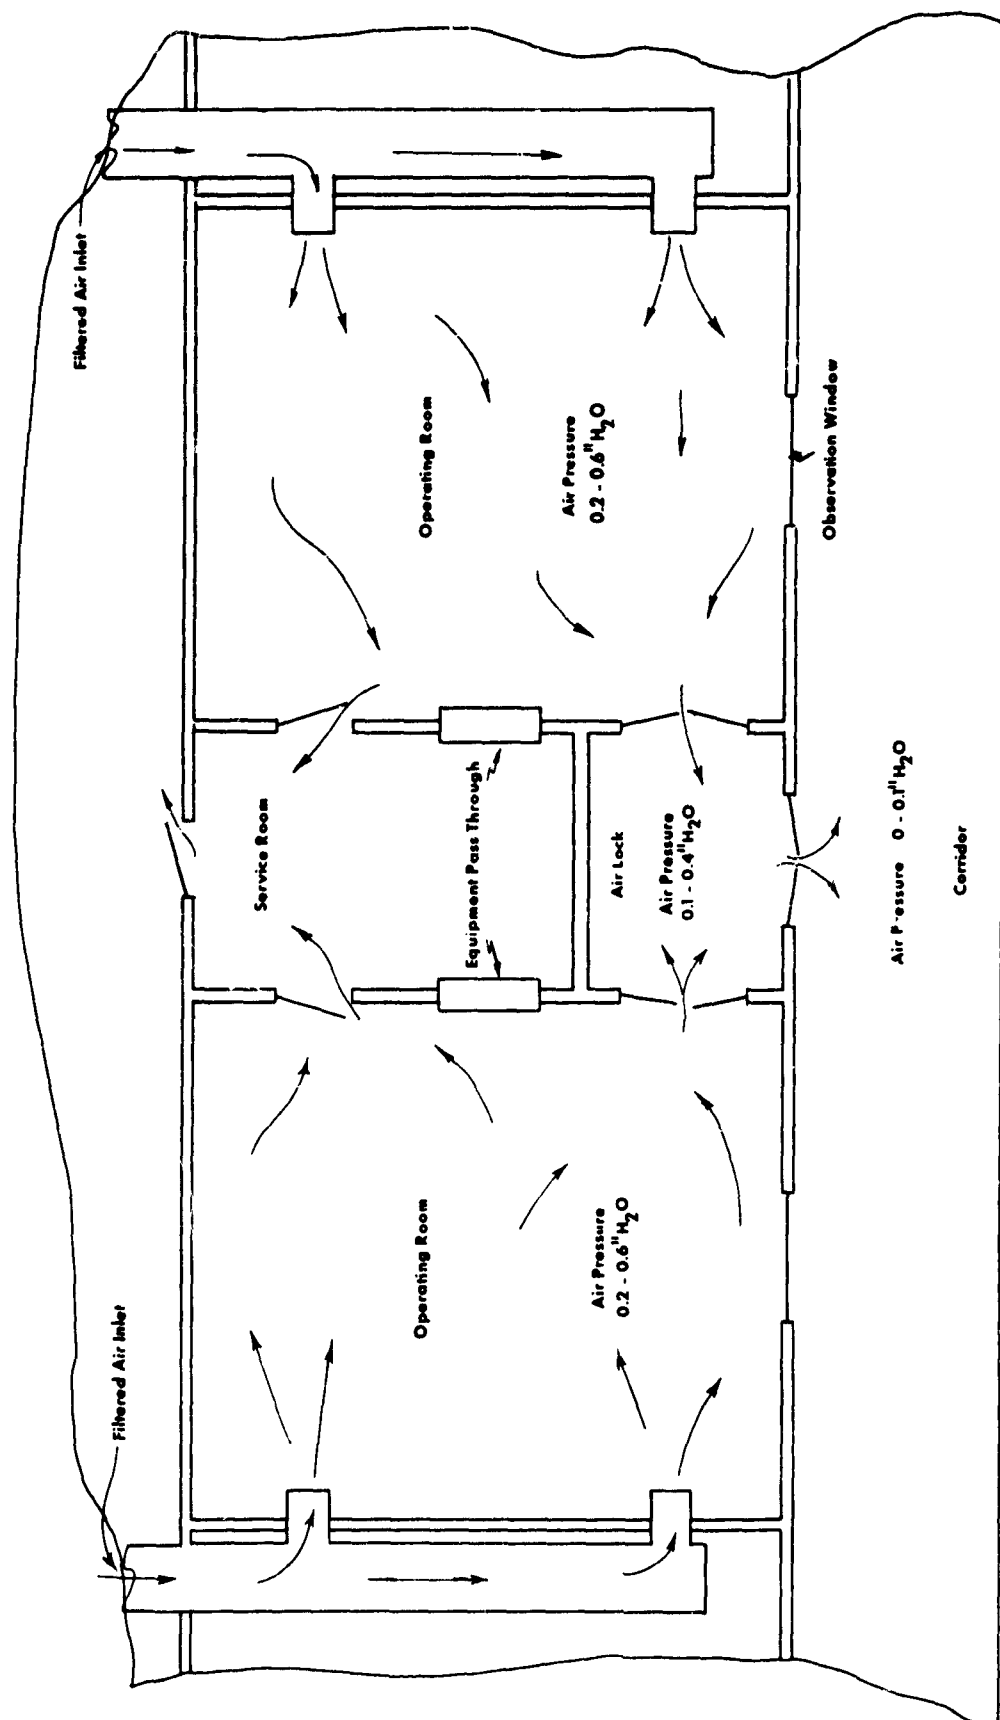 Filtered Air Inlet
Filtered Air Inlet
Operating Room
Air Pressure
0.2 - 0.6"H2O
Service Room
Equipment Pass Through
Air Lock
Air Pressure
0.1 - 0.4"H2O
Operating Room
Air Pressure
0.2 - 0.6"H2O
Observation Window
Air P-essure 0 - 0.1"H2O
Corridor